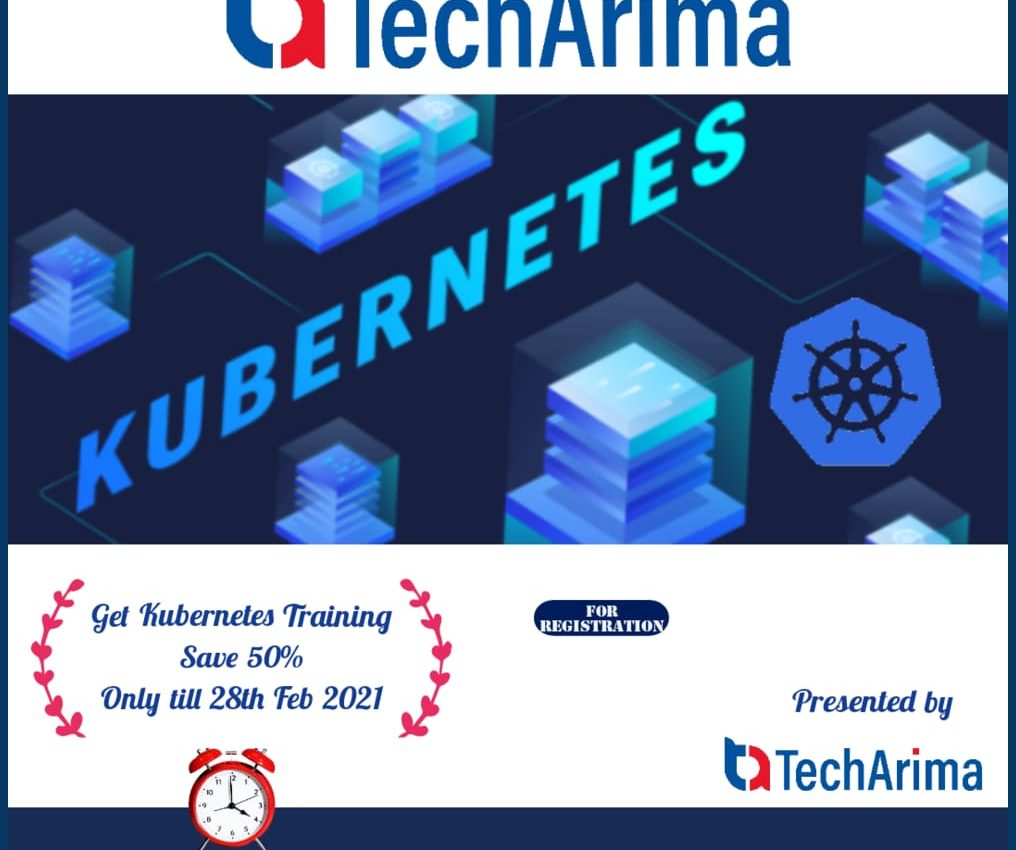 TechArima
KUBERNETES
Get Kubernetes Training
Save 50%
Only till 28th Feb 2021
FOR
REGISTRATION
Presented by
TechArima